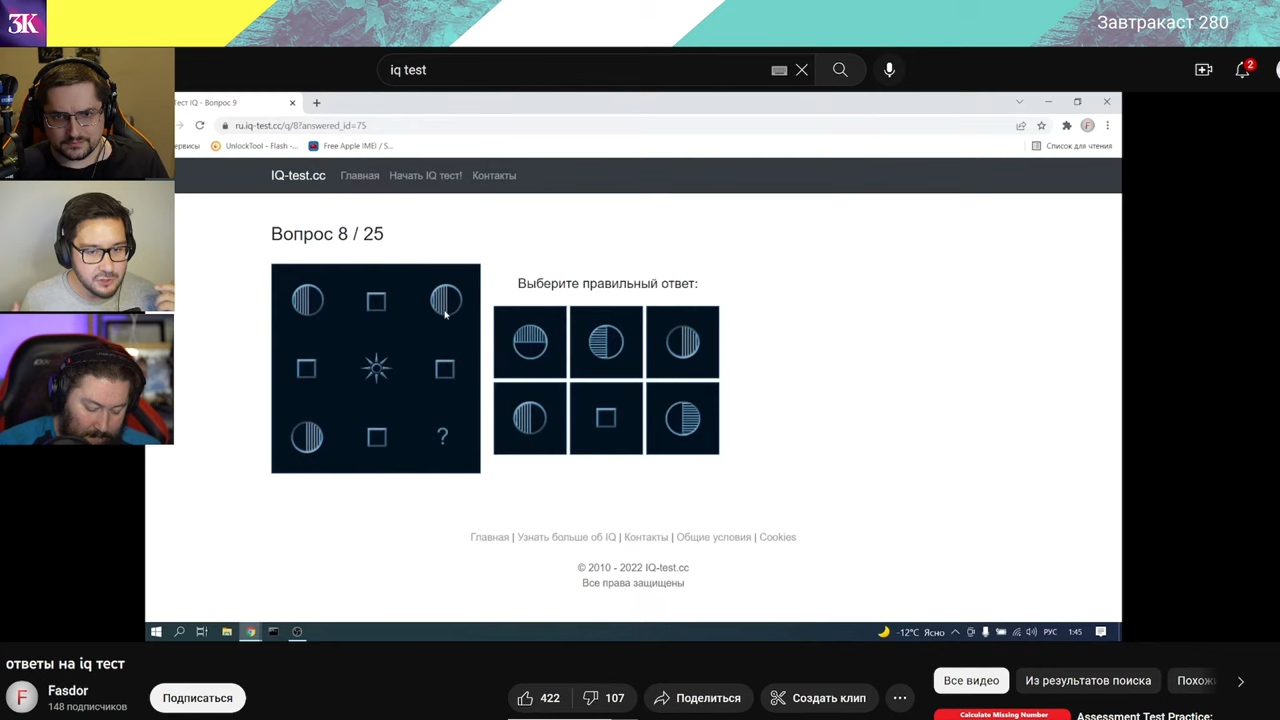 ЗК
Завтракаст 280
iq test
2
Тест IQ - Вопрос 9
ru.iq-test.cc/q/8?answered_id=75
ервисы
UnlockTool - Flash -...
Free Apple IMEI / S...
Список для чтения
IQ-test.cc
Главная
Начать IQ тест!
Контакты
Вопрос 8 / 25
Выберите правильный ответ:
?
Главная | Узнать больше об IQ | Контакты | Общие условия | Cookies
© 2010 - 2022 IQ-test.cc
Все права защищены
-12°C Ясно
РУС
1:45
ответы на iq тест
F
Fasdor
148 подписчиков
Подписаться
422
107
Поделиться
Создать клип
Все видео
Из результатов поиска
Похожи
Calculate Missing Number
Assessment Test Practice: